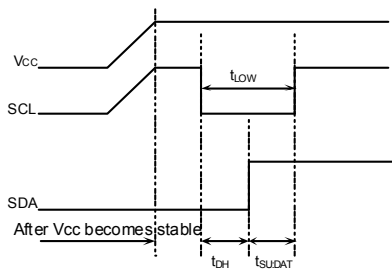 Vcc
tLOW
SCL
SDA
After Vcc becomes stable
tDH
tSU:DAT